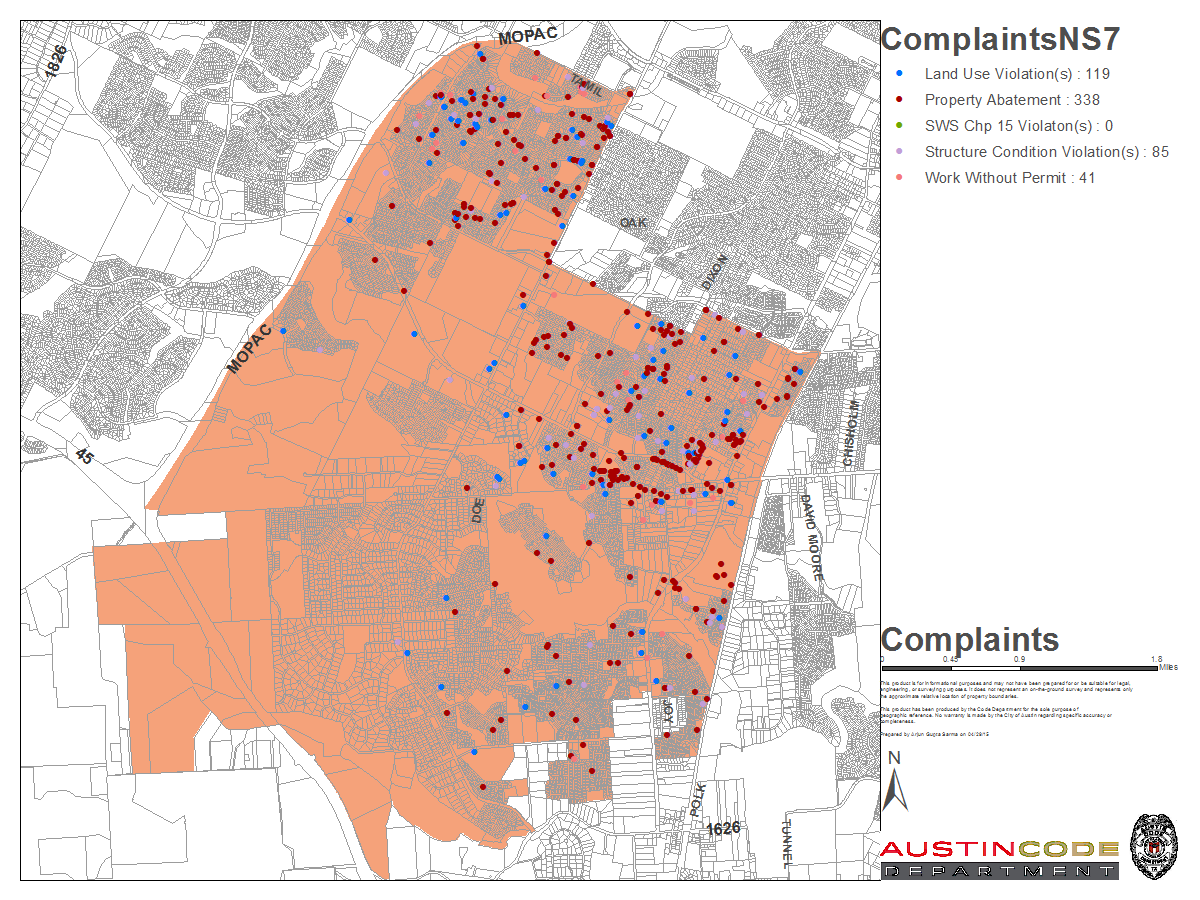 MOPAC
1826
TAMIL
OAK
DIXON
MOPAC
CHISHOLM
45
DOE
DAVID MOORE
JOY
POLK
1626
TUNNEL
ComplaintsNS7
Land Use Violation(s) : 119
Property Abatement : 338
SWS Chp 15 Violaton(s) : 0
Structure Condition Violation(s) : 85
Work Without Permit : 41
Complaints
0 0.45 0.9 1.8
Miles
This product is for informational purposes and may not have been prepared for or be suitable for legal,
engineering, or surveying purposes. It does not represent an on-the-ground survey and represents only
the approximate relative location of property boundaries.
This product has been produced by the Code Department for the sole purpose of
geographic reference. No warranty is made by the City of Austin regarding specific accuracy or
completeness.
Prepared by Arjun Gupta Sarma on 04/28/15
N
AUSTINCODE
DEPARTMENT